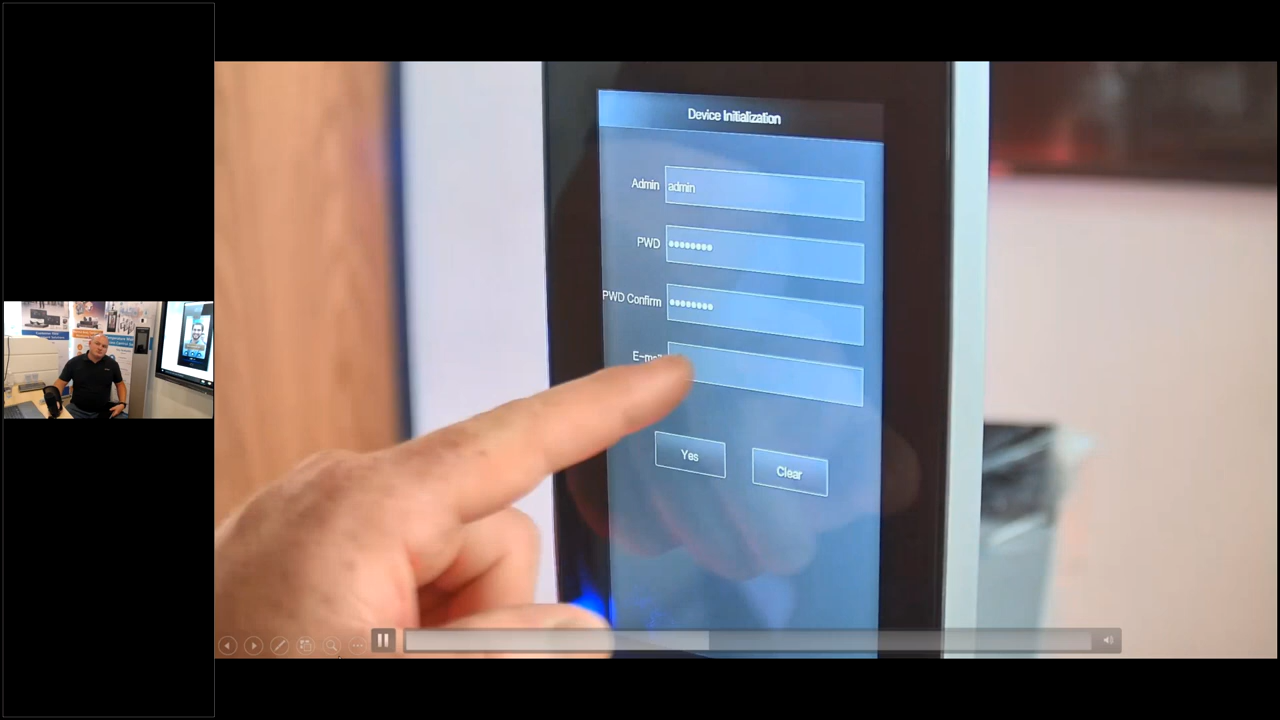 Device Initialization
Admin admin
PWD ••••••••
PWD Confirm ••••••••
Yes Clear